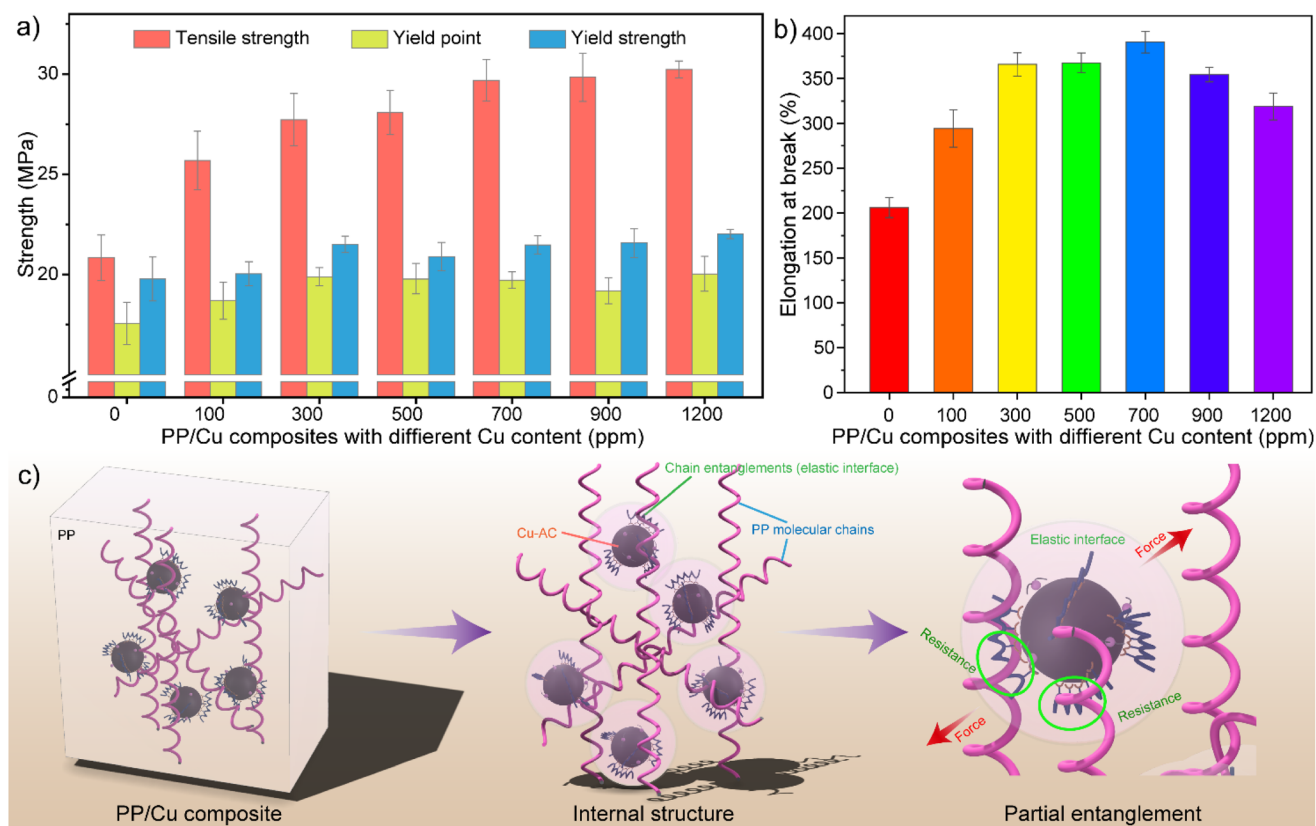 a)
Tensile strength
Yield point
Yield strength
Strength (MPa)
30
20
0
0 100 300 500 700 900 1200
PP/Cu composites with diffierent Cu content (ppm)
b)
Elongation at break (%)
400
350
300
250
200
150
100
50
0
0 100 300 500 700 900 1200
PP/Cu composites with diffierent Cu content (ppm)
c)
PP
PP/Cu composite
Chain entanglements (elastic interface)
Cu-AC
PP molecular chains
Internal structure
Elastic interface
Force
Resistance
Resistance
Force
Partial entanglement